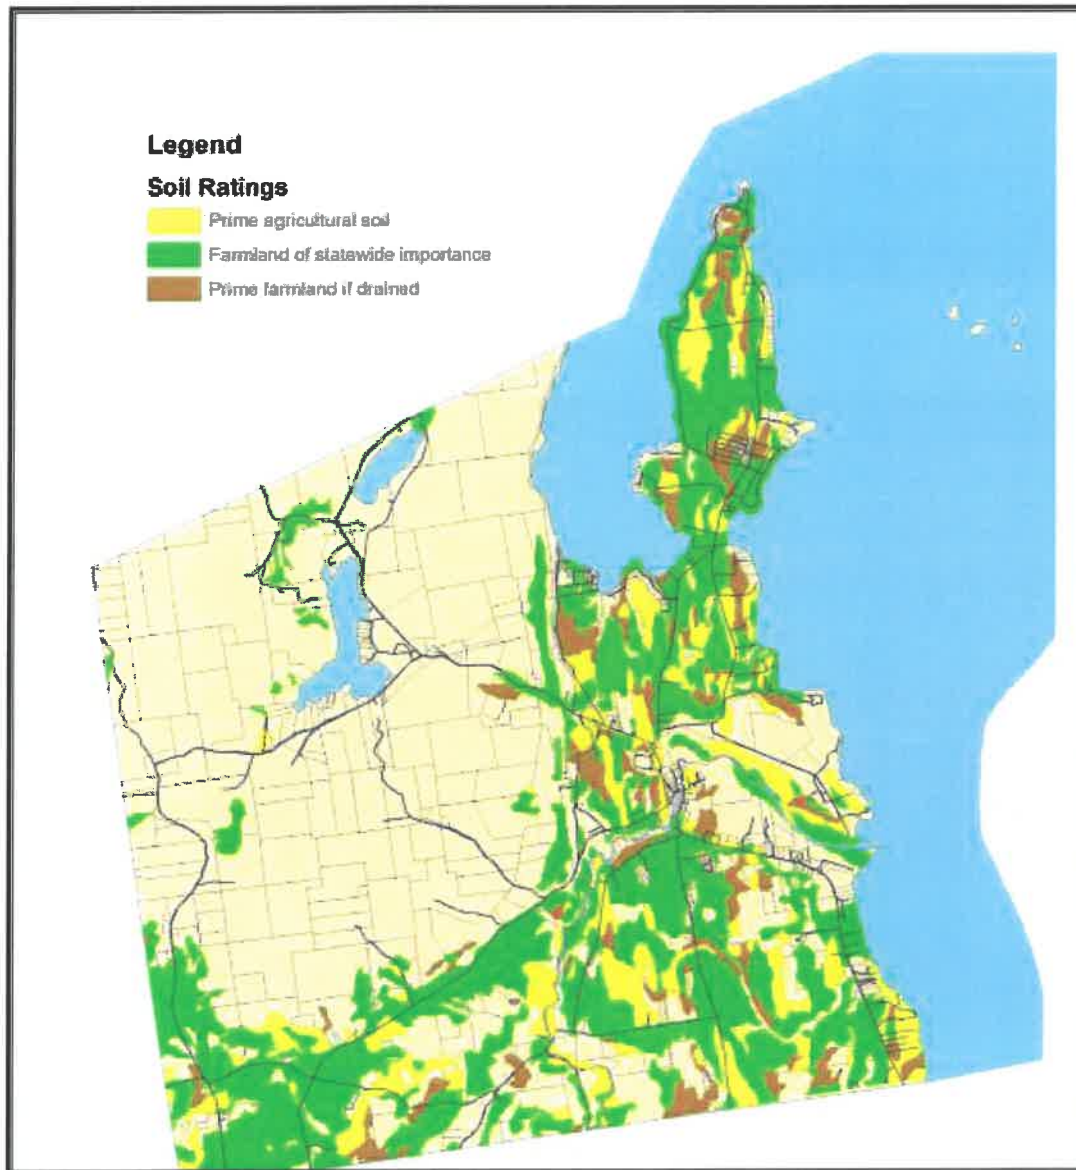 Legend
Soil Ratings
Prime agricultural soil
Farmland of statewide importance
Prime farmland if drained